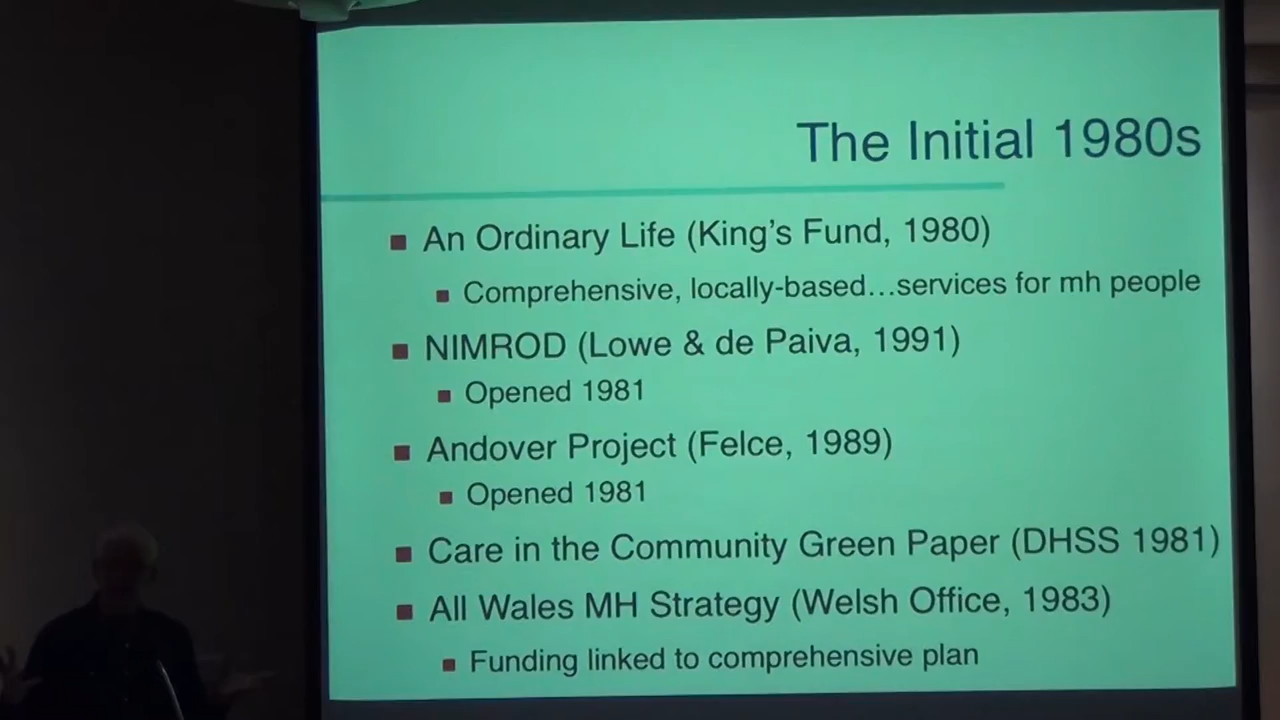 The Initial 1980s
An Ordinary Life (King's Fund, 1980)
Comprehensive, locally-based...services for mh people
NIMROD (Lowe & de Paiva, 1991)
Opened 1981
Andover Project (Felce, 1989)
Opened 1981
Care in the Community Green Paper (DHSS 1981)
All Wales MH Strategy (Welsh Office, 1983)
Funding linked to comprehensive plan